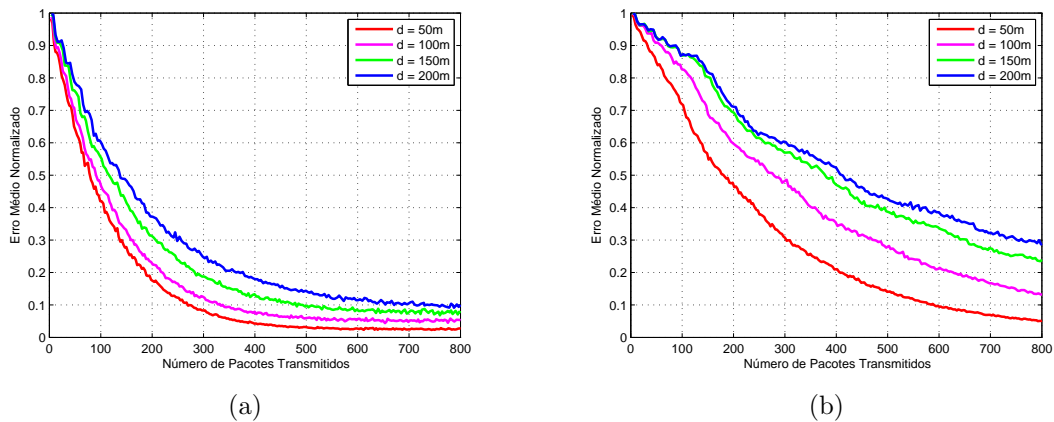 1
0.9
0.8
0.7
0.6
0.5
0.4
0.3
0.2
0.1
0
Erro Médio Normalizado
0 100 200 300 400 500 600 700 800
Número de Pacotes Transmitidos
d = 50m
d = 100m
d = 150m
d = 200m
(a)
1
0.9
0.8
0.7
0.6
0.5
0.4
0.3
0.2
0.1
0
Erro Médio Normalizado
0 100 200 300 400 500 600 700 800
Número de Pacotes Transmitidos
d = 50m
d = 100m
d = 150m
d = 200m
(b)